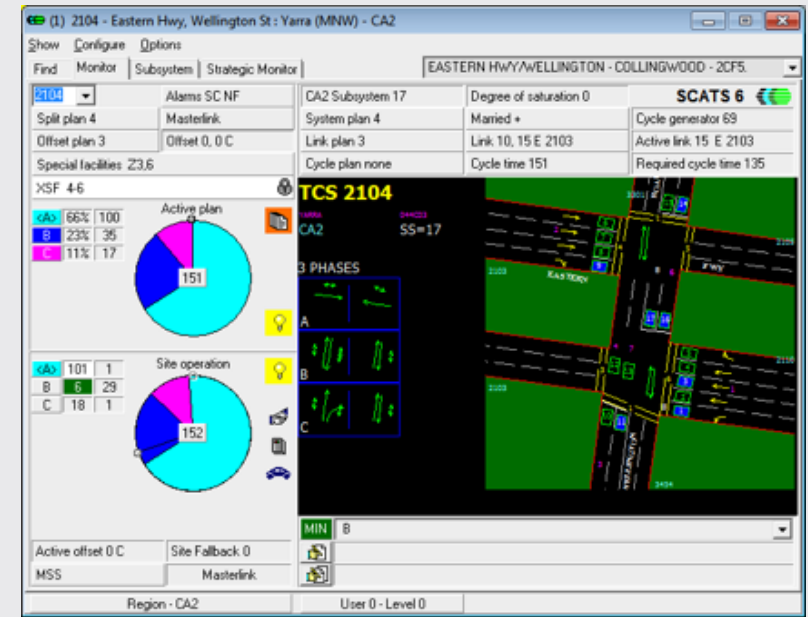 (1) 2104 - Eastern Hwy, Wellington St : Yarra (MNW) - CA2
Show Configure Options
Find Monitor Subsystem Strategic Monitor EASTERN HWY/WELLINGTON - COLLINGWOOD - 2CF5.
2104 Alarms SC NF CA2 Subsystem 17 Degree of saturation 0 SCATS 6
Split plan 4 Masterlink System plan 4 Married + Cycle generator 69
Offset plan 3 Offset 0, 0 C Link plan 3 Link 10, 15 E 2103 Active link 15 E 2103
Special facilities Z3,6 Cycle plan none Cycle time 151 Required cycle time 135
XSF 4-6
TCS 2104
YARRA
CA2 SS=17
Active plan
<A> 66% 100
B 23% 35
C 11% 17
151
3 PHASES
A
B
C
2103
EASTERN
FWY
2103
Site operation
<A> 101 1
B 6 29
C 18 1
152
MIN B
Active offset 0 C Site Fallback 0
MSS Masterlink
Region - CA2 User 0 - Level 0